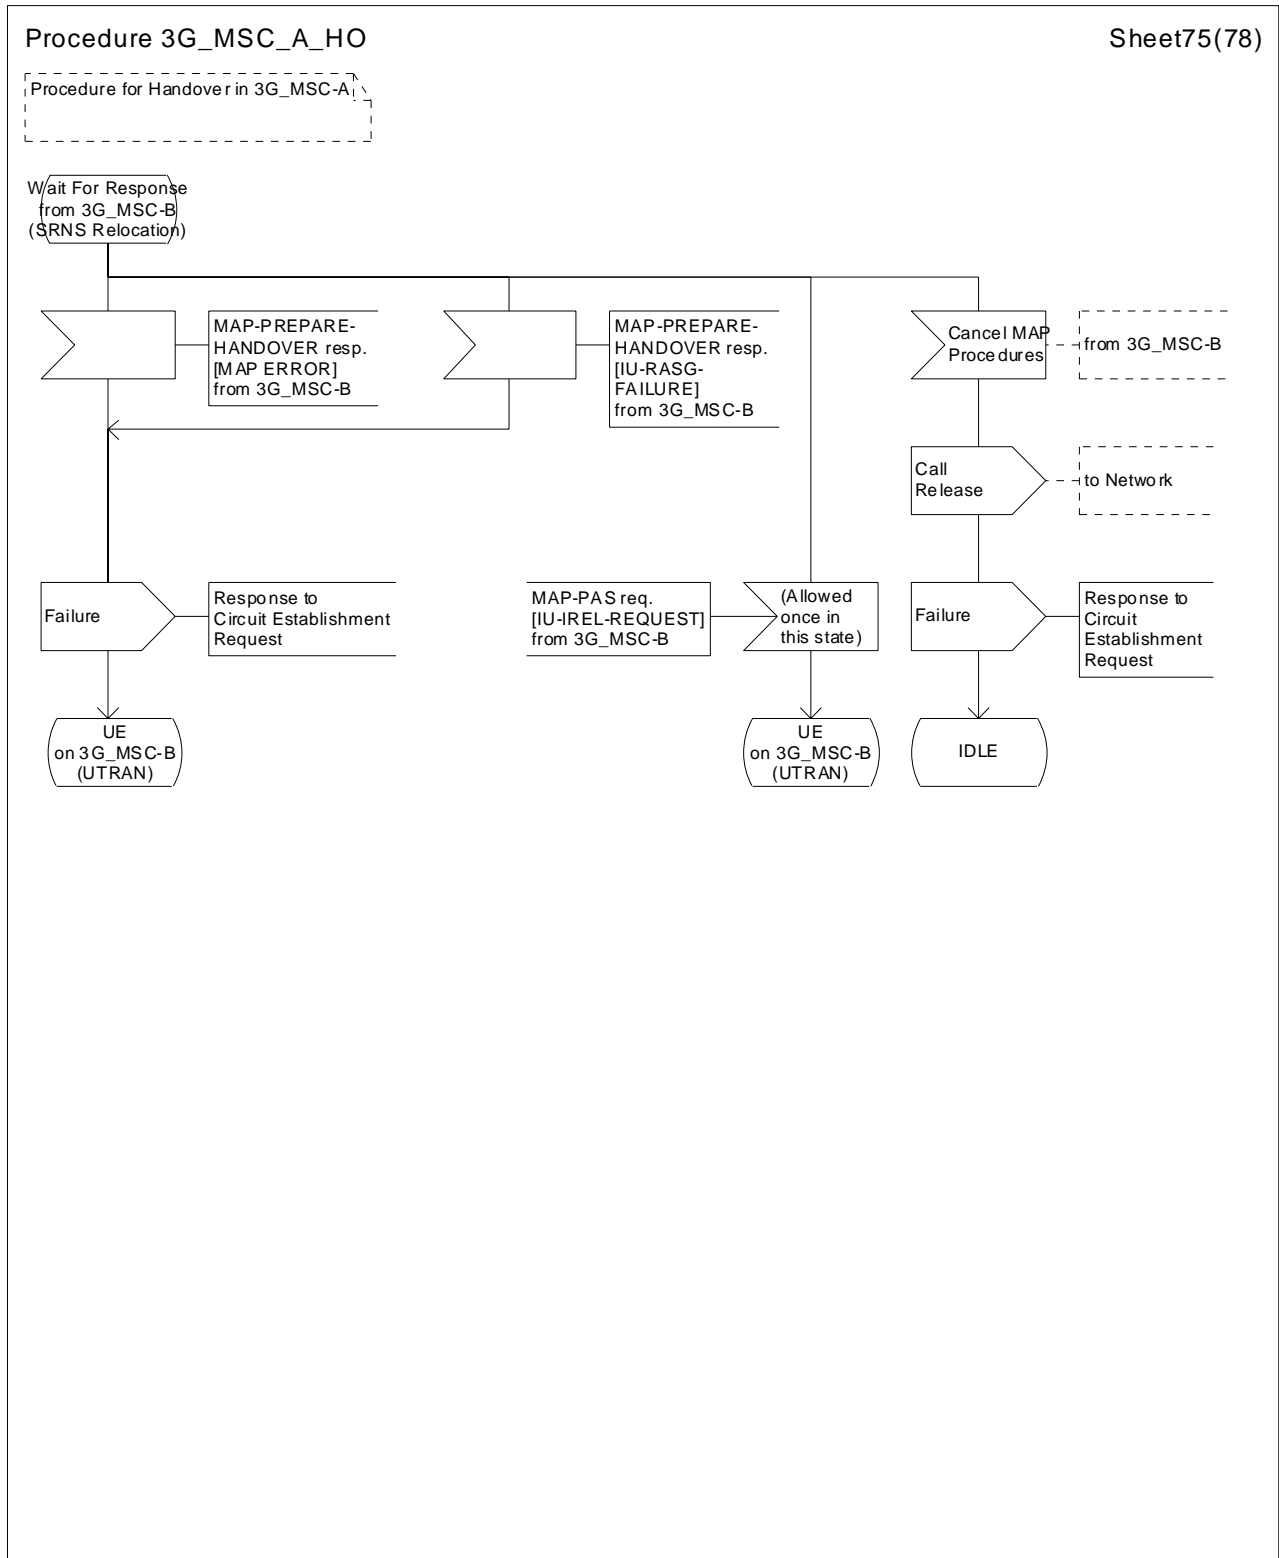 Procedure 3G_MSC_A_HO
Sheet75(78)
Procedure for Handover in 3G_MSC-A
Wait For Response
from 3G_MSC-B
(SRNS Relocation)
MAP-PREPARE-
HANDOVER resp.
[MAP ERROR]
from 3G_MSC-B
MAP-PREPARE-
HANDOVER resp.
[IU-RASG-
FAILURE]
from 3G_MSC-B
Cancel MAP
Procedures
from 3G_MSC-B
Call
Release
to Network
Failure
Response to
Circuit Establishment
Request
MAP-PAS req.
[IU-IREL-REQUEST]
from 3G_MSC-B
(Allowed
once in
this state)
Failure
Response to
Circuit
Establishment
Request
UE
on 3G_MSC-B
(UTRAN)
UE
on 3G_MSC-B
(UTRAN)
IDLE